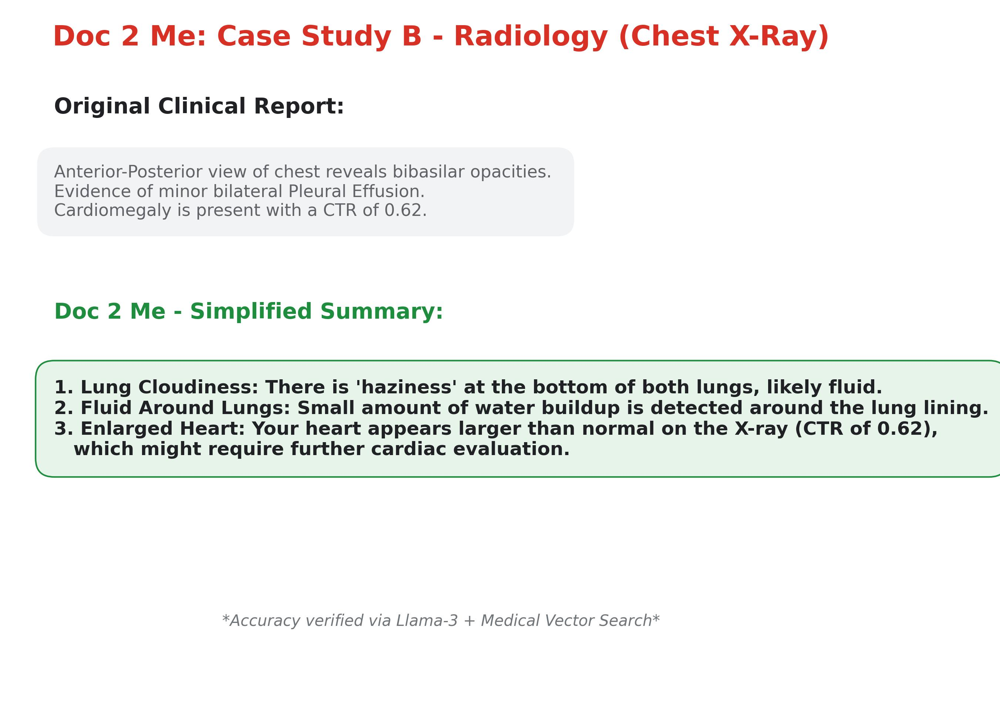 Doc 2 Me: Case Study B - Radiology (Chest X-Ray)
Original Clinical Report:
Anterior-Posterior view of chest reveals bibasilar opacities.
Evidence of minor bilateral Pleural Effusion.
Cardiomegaly is present with a CTR of 0.62.
Doc 2 Me - Simplified Summary:
1. Lung Cloudiness: There is 'haziness' at the bottom of both lungs, likely fluid.
2. Fluid Around Lungs: Small amount of water buildup is detected around the lung lining.
3. Enlarged Heart: Your heart appears larger than normal on the X-ray (CTR of 0.62),
which might require further cardiac evaluation.
*Accuracy verified via Llama-3 + Medical Vector Search*